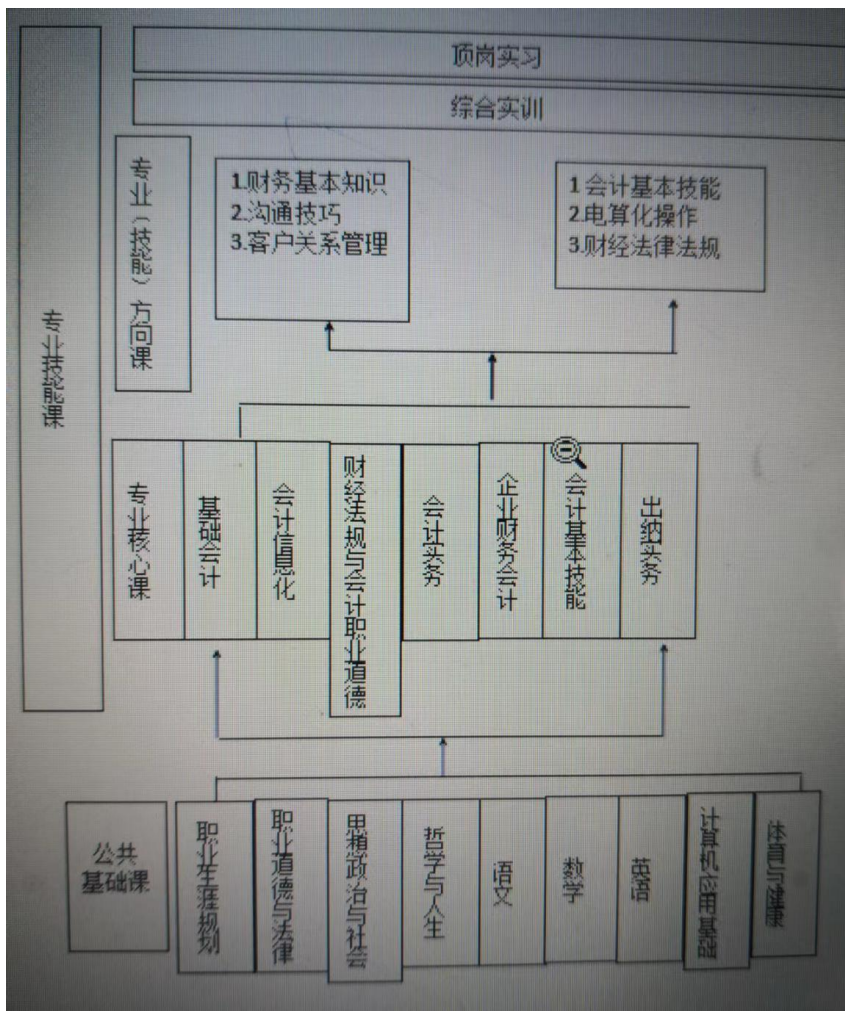 顶岗实习
综合实训
专业技能课
专业（技能）方向课
1.财务基本知识
2.沟通技巧
3.客户关系管理
1 会计基本技能
2.电算化操作
3.财经法律法规
专业核心课
基础会计
会计信息化
财经法规与会计职业道德
会计实务
企业财务会计
会计基本技能
出纳实务
公共
基础课
职业生涯规划
职业道德与法律
思想政治与社会
哲学与人生
语文
数学
英语
计算机应用基础
体育与健康